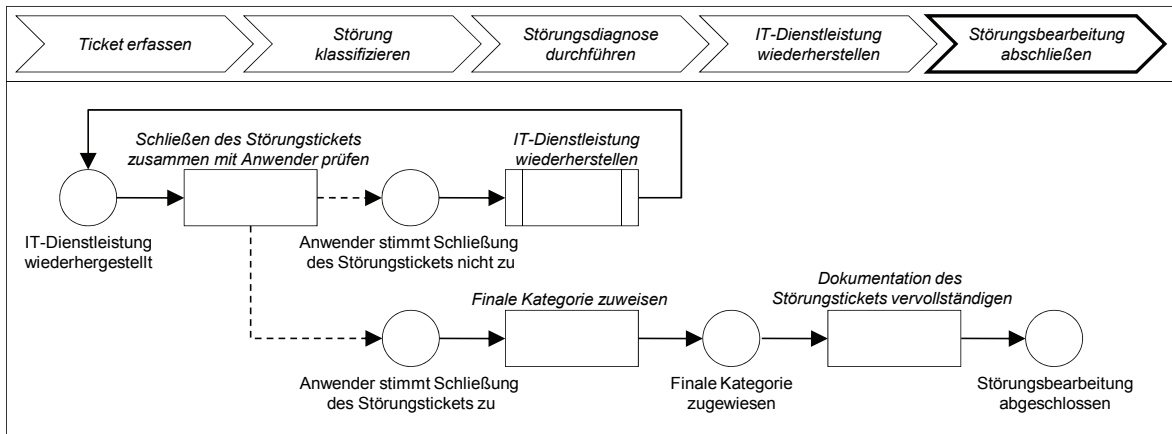 Ticket erfassen
Störung
klassifizieren
Störungsdiagnose
durchführen
IT-Dienstleistung
wiederherstellen
Störungsbearbeitung
abschließen
Schließen des Störungstickets
zusammen mit Anwender prüfen
IT-Dienstleistung
wiederherstellen
IT-Dienstleistung
wiederhergestellt
Anwender stimmt Schließung
des Störungstickets nicht zu
Finale Kategorie zuweisen
Dokumentation des
Störungstickets vervollständigen
Anwender stimmt Schließung
des Störungstickets zu
Finale Kategorie
zugewiesen
Störungsbearbeitung
abgeschlossen